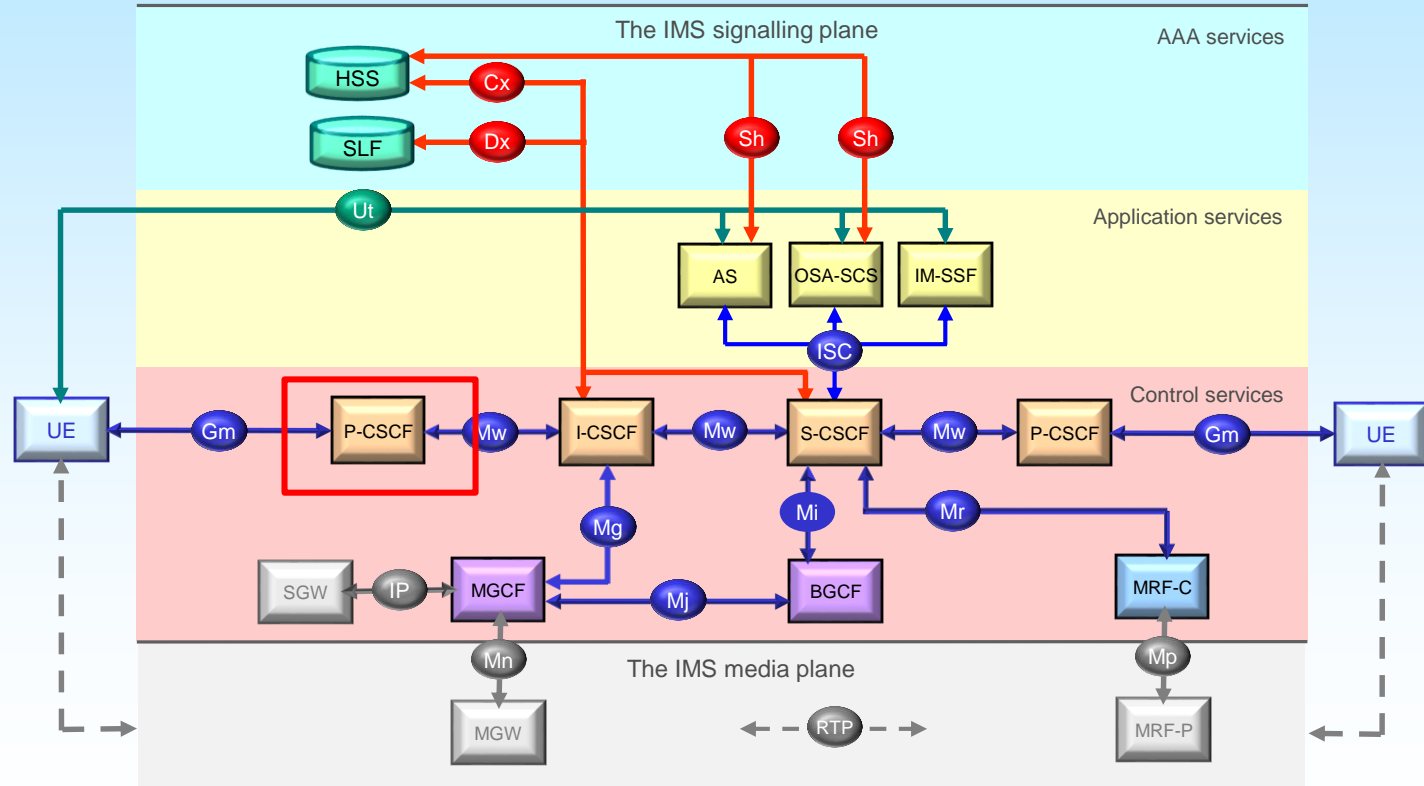 The IMS signalling plane
AAA services
HSS
Cx
SLF
Dx
Sh
Sh
Ut
Application services
AS
OSA-SCS
IM-SSF
ISC
Control services
UE
Gm
P-CSCF
Mw
I-CSCF
Mw
S-CSCF
Mw
P-CSCF
Gm
UE
Mg
Mi
Mr
SGW
IP
MGCF
Mj
BGCF
MRF-C
Mn
The IMS media plane
Mp
MGW
RTP
MRF-P